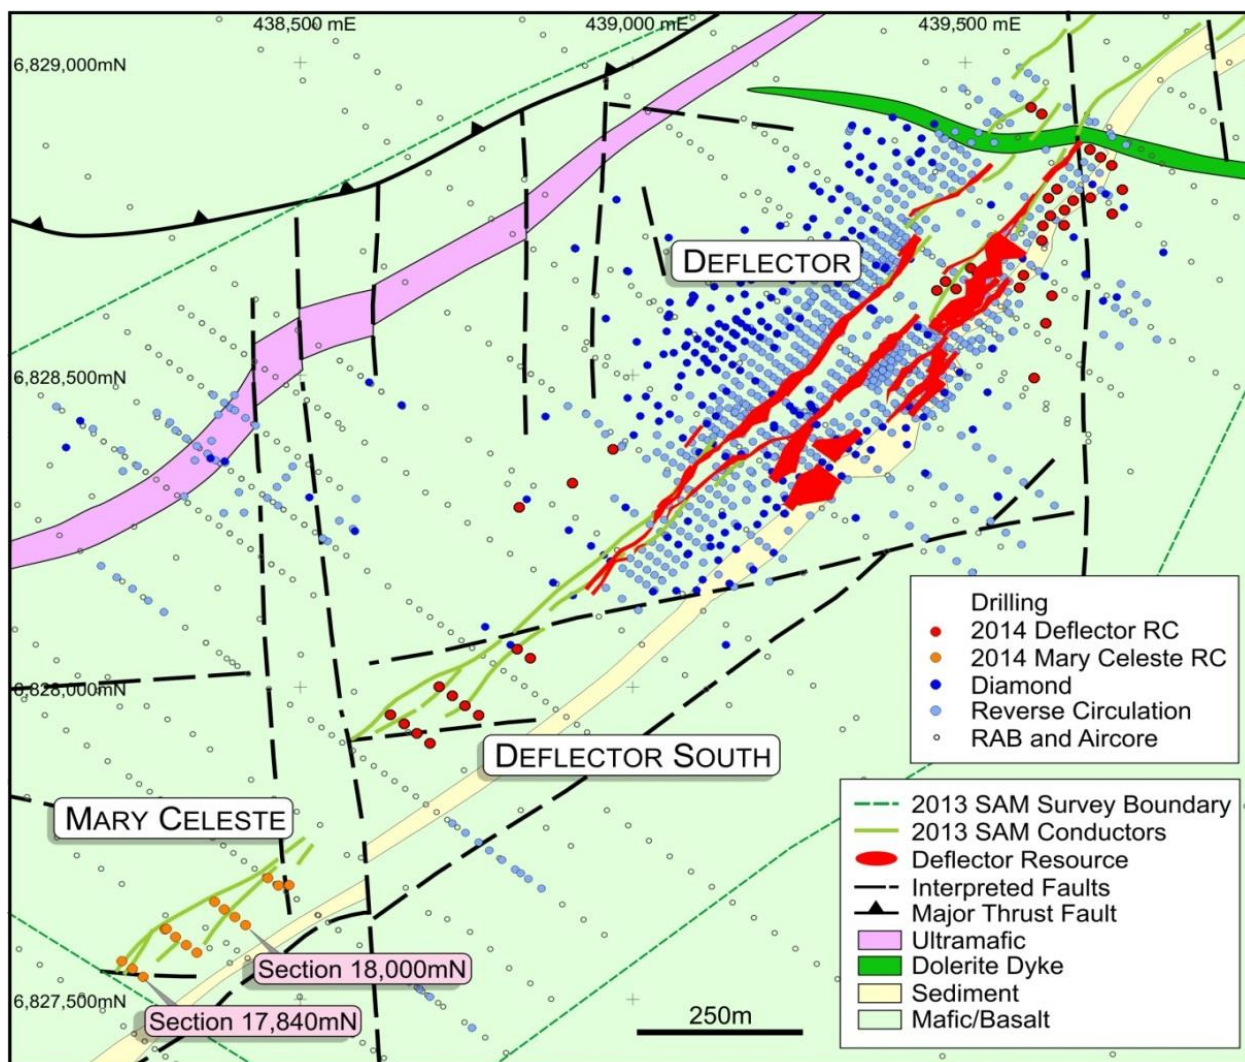 438,500 mE
439,000 mE
439,500 mE
6,829,000mN
DEFLECTOR
6,828,500mN
Drilling
2014 Deflector RC
2014 Mary Celeste RC
Diamond
Reverse Circulation
RAB and Aircore
6,828,000mN
DEFLECTOR SOUTH
MARY CELESTE
2013 SAM Survey Boundary
2013 SAM Conductors
Deflector Resource
Interpreted Faults
Major Thrust Fault
Ultramafic
Dolerite Dyke
Sediment
Mafic/Basalt
Section 18,000mN
6,827,500mN
Section 17,840mN
250m